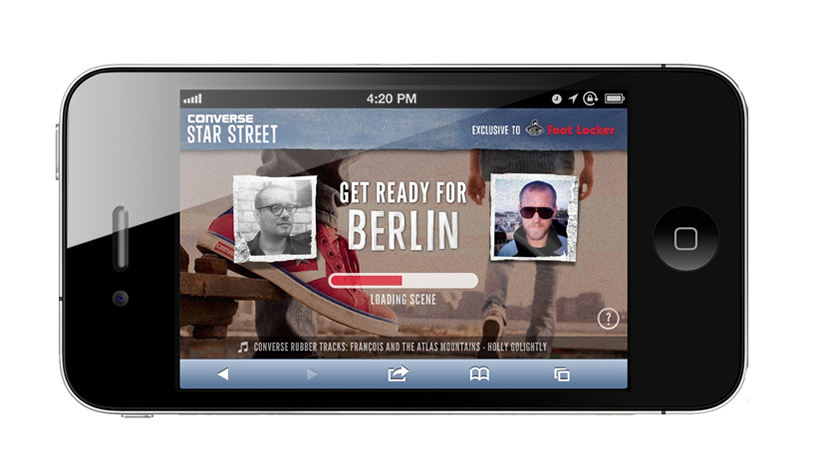 4:20 PM
CONVERSE
STAR STREET
EXCLUSIVE TO Foot Locker
GET READY FOR
BERLIN
LOADING SCENE
?
CONVERSE RUBBER TRACKS: FRANÇOIS AND THE ATLAS MOUNTAINS - HOLLY GOLIGHTLY